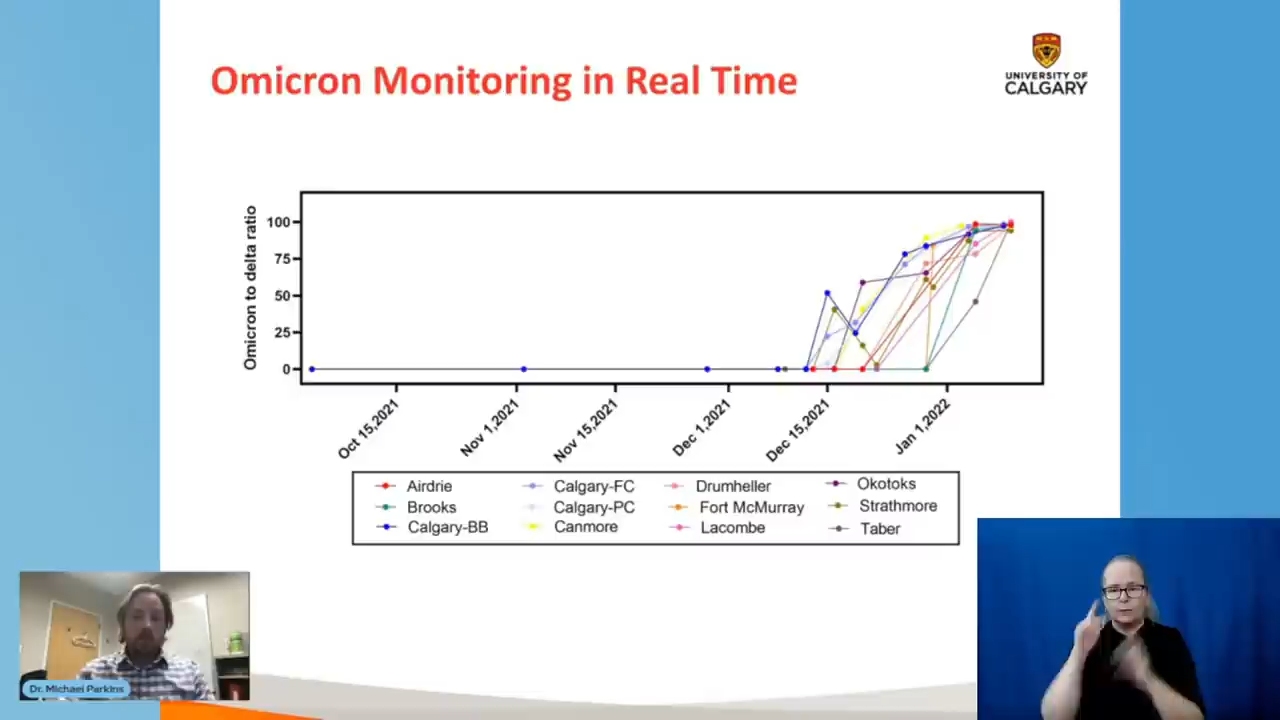 Omicron Monitoring in Real Time
UNIVERSITY OF
CALGARY
Omicron to delta ratio
100
75
50
25
0
Oct 15,2021
Nov 1,2021
Nov 15,2021
Dec 1,2021
Dec 15,2021
Jan 1,2022
Airdrie
Calgary-FC
Drumheller
Okotoks
Brooks
Calgary-PC
Fort McMurray
Strathmore
Calgary-BB
Canmore
Lacombe
Taber
Dr. Michael Parkins